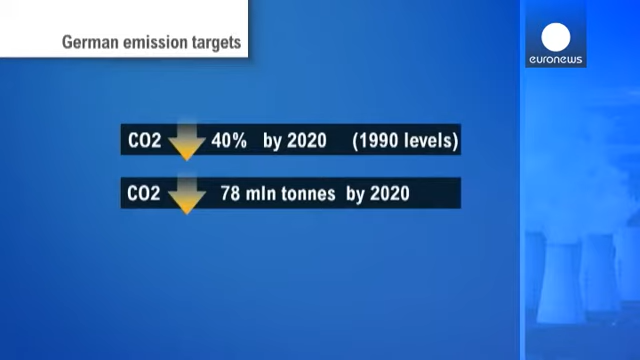 German emission targets
euronews
CO2 40% by 2020 (1990 levels)
CO2 78 mln tonnes by 2020